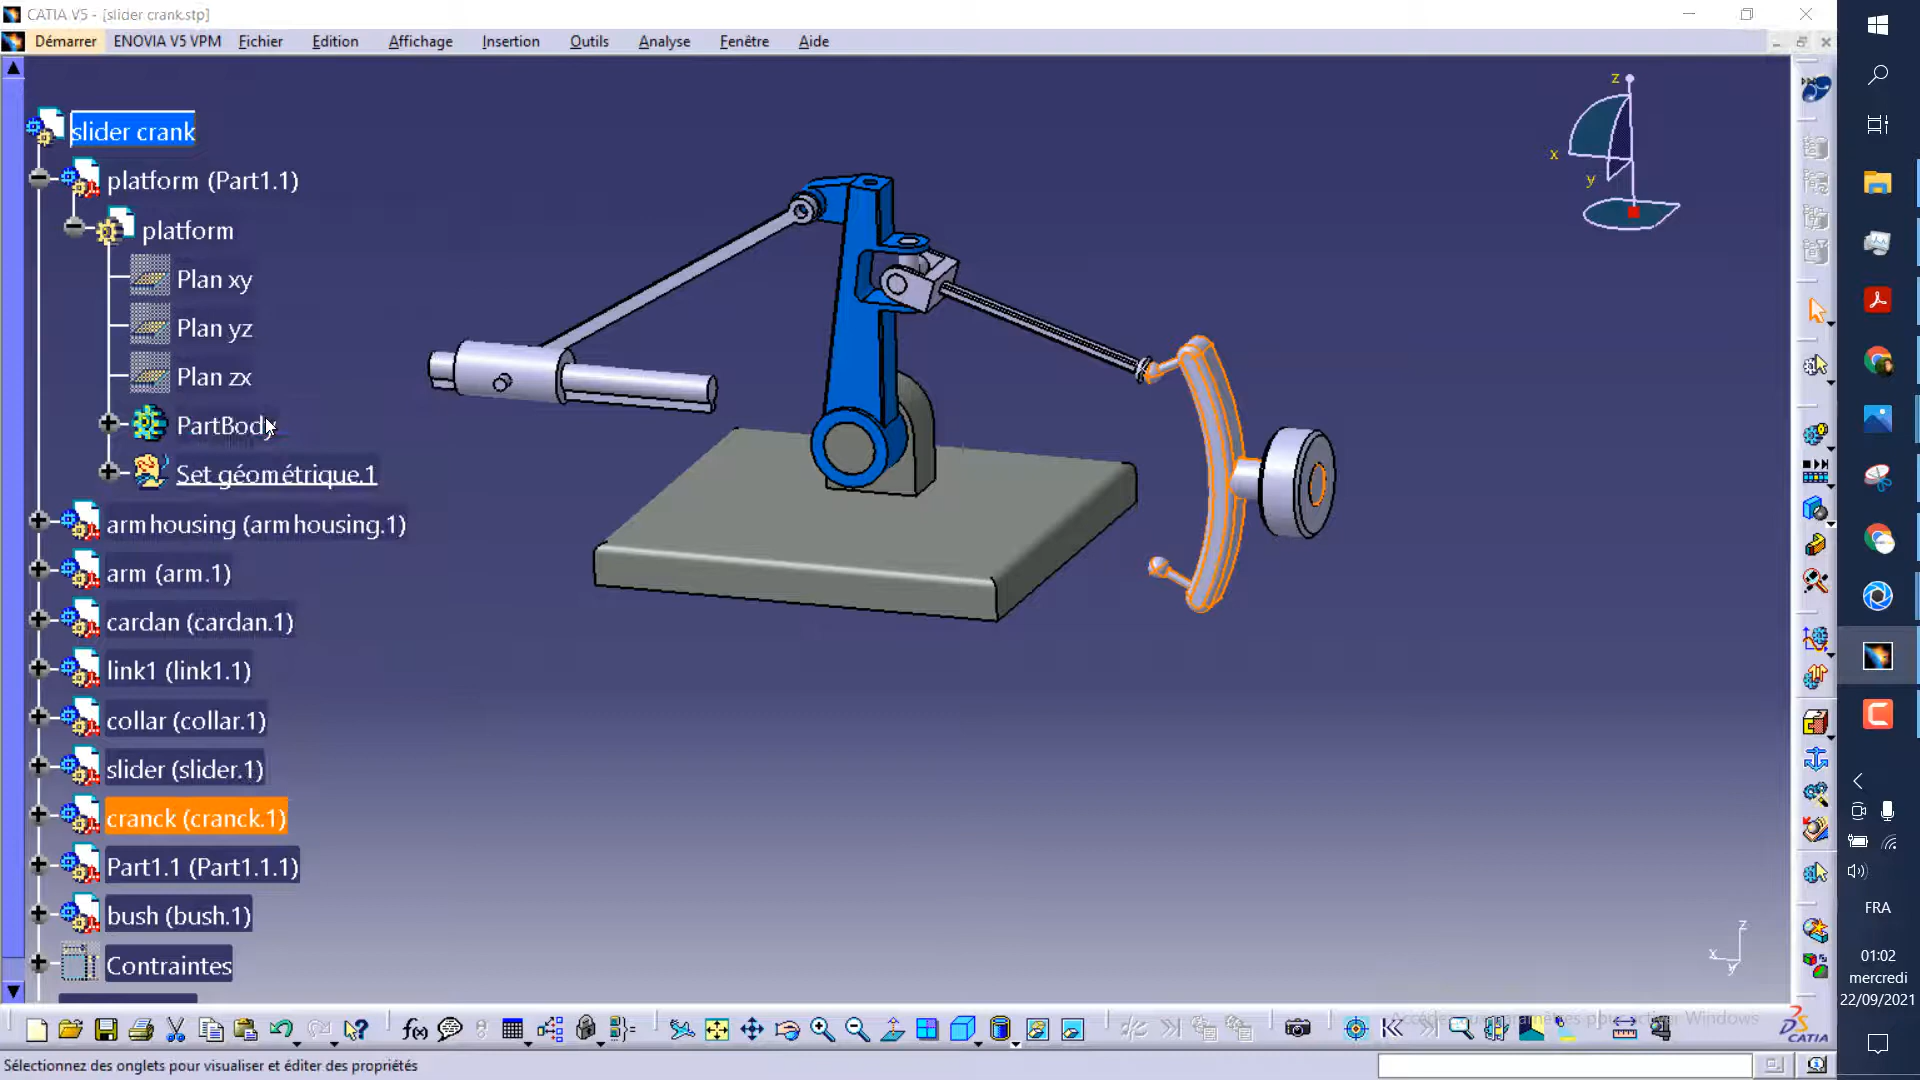 CATIA V5 - [slider crank.stp]
Démarrer ENOVIA V5 VPM Fichier Edition Affichage Insertion Outils Analyse Fenêtre Aide
slider crank
platform (Part1.1)
platform
Plan xy
Plan yz
Plan zx
PartBody
Set géométrique.1
armhousing (armhousing.1)
arm (arm.1)
cardan (cardan.1)
link1 (link1.1)
collar (collar.1)
slider (slider.1)
cranck (cranck.1)
Part1.1 (Part1.1.1)
bush (bush.1)
Contraintes
z
x
y
z
x
y
f(x)
CATIA
Sélectionnez des onglets pour visualiser et éditer des propriétés
FRA
01:02
mercredi
22/09/2021